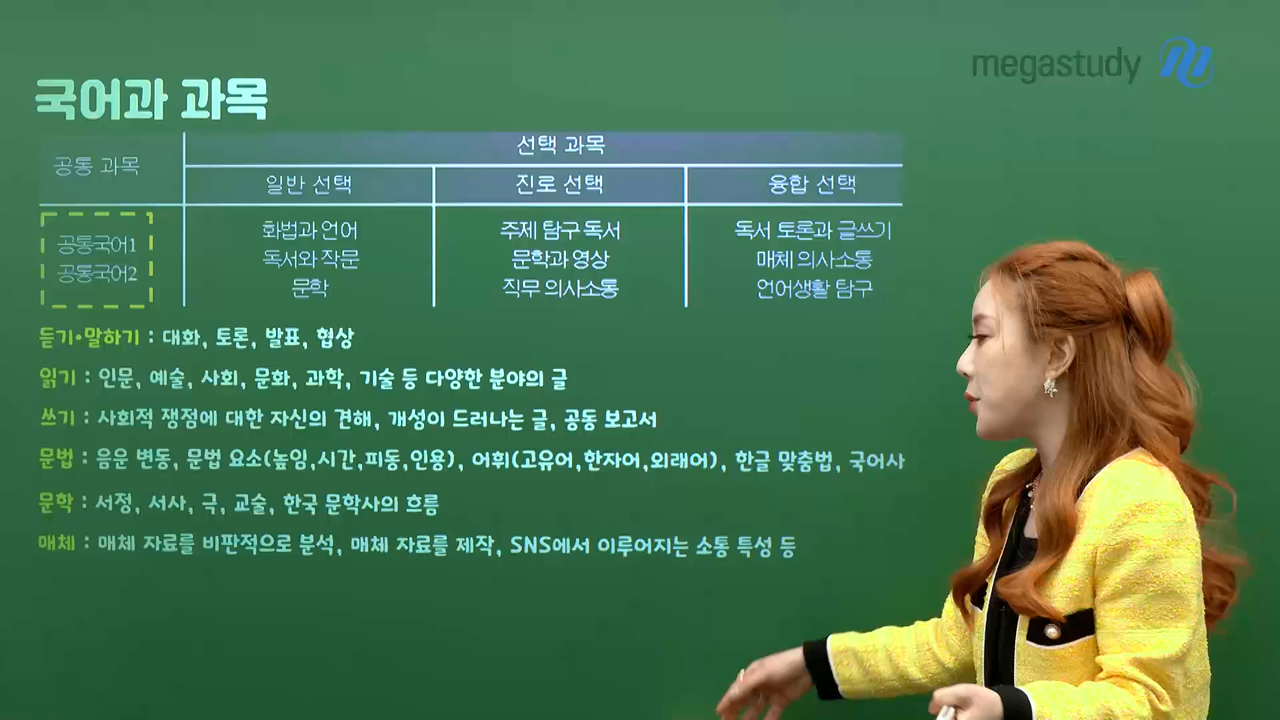 megastudy
국어과 과목
공통 과목
선택 과목
일반 선택
진로 선택
융합 선택
공통국어1
공통국어2
화법과 언어
독서와 작문
문학
주제 탐구 독서
문학과 영상
직무 의사소통
독서 토론과 글쓰기
매체 의사소통
언어생활 탐구
듣기•말하기 : 대화, 토론, 발표, 협상
읽기 : 인문, 예술, 사회, 문화, 과학, 기술 등 다양한 분야의 글
쓰기 : 사회적 쟁점에 대한 자신의 견해, 개성이 드러나는 글, 공동 보고서
문법 : 음운 변동, 문법 요소(높임,시간,피동,인용), 어휘(고유어,한자어,외래어), 한글 맞춤법, 국어사
문학 : 서정, 서사, 극, 교술, 한국 문학사의 흐름
매체 : 매체 자료를 비판적으로 분석, 매체 자료를 제작, SNS에서 이루어지는 소통 특성 등